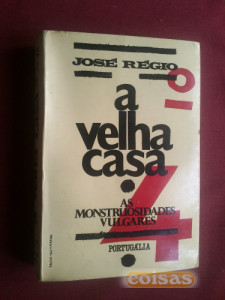 JOSÉ RÉGIO
a
velha
casa
4
AS
MONSTRUOSIDADES
VULGARES
PORTUGÁLIA
coisas